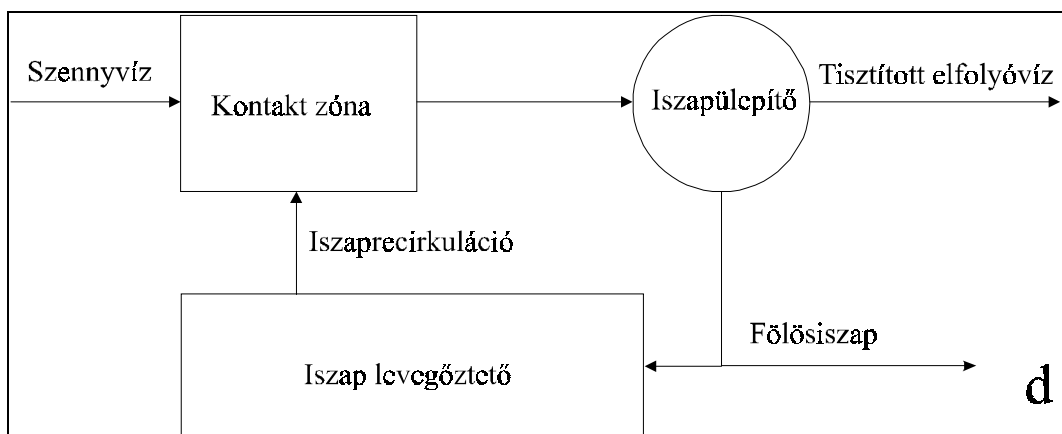 Szennyvíz
Kontakt zóna
Iszapülepítő
Tisztított elfolyóvíz
Iszaprecirkuláció
Fölösiszap
Iszap levegőztető
d